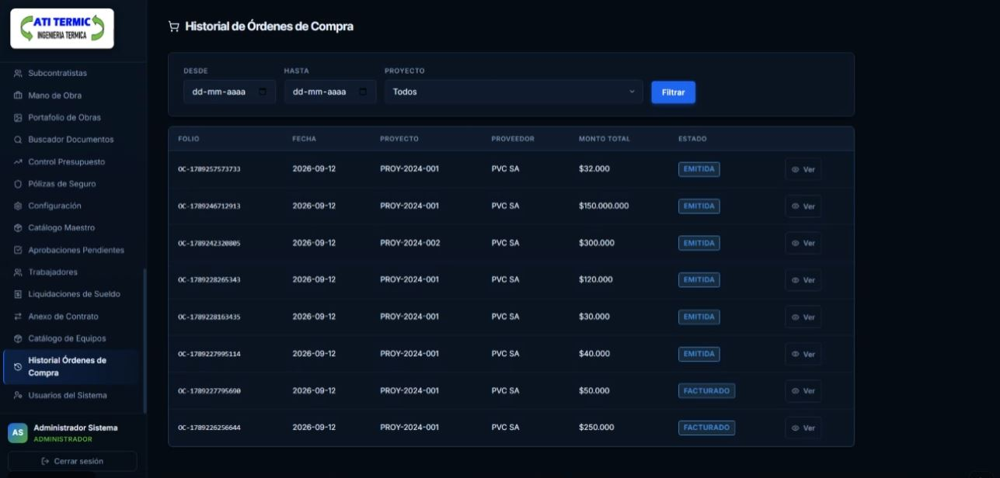 ATI TERMIC
INGENIERIA TERMICA
Subcontratistas
Mano de Obra
Portafolio de Obras
Buscador Documentos
Control Presupuesto
Pólizas de Seguro
Configuración
Catálogo Maestro
Aprobaciones Pendientes
Trabajadores
Liquidaciones de Sueldo
Anexo de Contrato
Catálogo de Equipos
Historial Órdenes de
Compra
Usuarios del Sistema
AS
Administrador Sistema
ADMINISTRADOR
Cerrar sesión
Historial de Órdenes de Compra
DESDE HASTA PROYECTO
dd-mm-aaaa dd-mm-aaaa Todos Filtrar
FOLIO FECHA PROYECTO PROVEEDOR MONTO TOTAL ESTADO
OC-1789257573733 2026-09-12 PROY-2024-001 PVC SA $32.000 EMITIDA Ver
OC-1789246712913 2026-09-12 PROY-2024-001 PVC SA $150.000.000 EMITIDA Ver
OC-1789242320805 2026-09-12 PROY-2024-002 PVC SA $300.000 EMITIDA Ver
OC-1789228265343 2026-09-12 PROY-2024-001 PVC SA $120.000 EMITIDA Ver
OC-1789228163435 2026-09-12 PROY-2024-001 PVC SA $30.000 EMITIDA Ver
OC-1789227995114 2026-09-12 PROY-2024-001 PVC SA $40.000 EMITIDA Ver
OC-1789227795690 2026-09-12 PROY-2024-001 PVC SA $50.000 FACTURADO Ver
OC-1789226256644 2026-09-12 PROY-2024-001 PVC SA $250.000 FACTURADO Ver